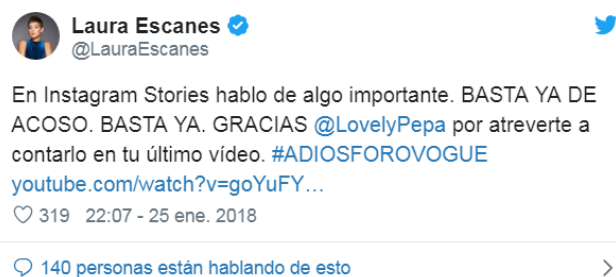 Laura Escanes
@LauraEscanes
En Instagram Stories hablo de algo importante. BASTA YA DE
ACOSO. BASTA YA. GRACIAS @LovelyPepa por atreverte a
contarlo en tu último vídeo. #ADIOSFOROVOGUE
youtube.com/watch?v=goYuFY…
319 22:07 - 25 ene. 2018
140 personas están hablando de esto